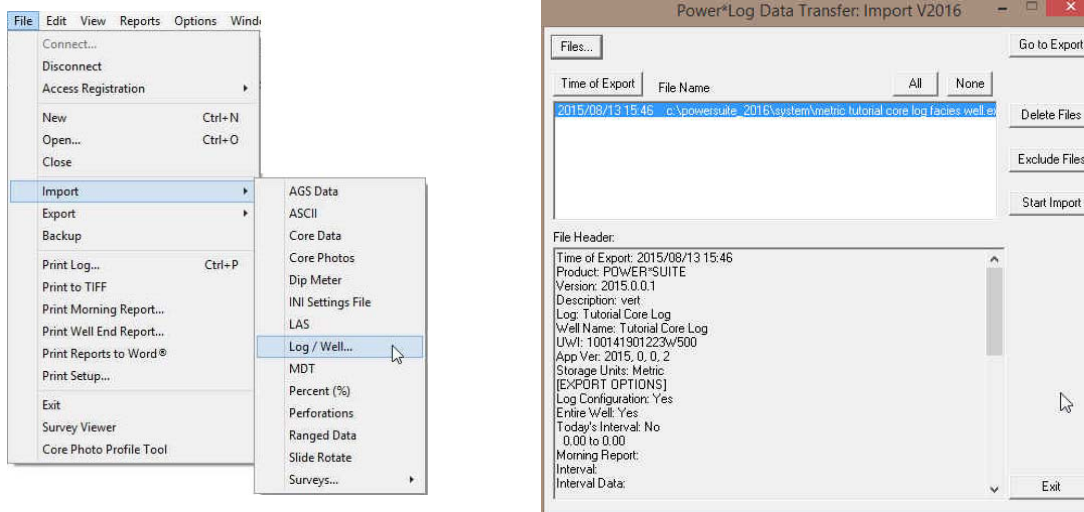 File Edit View Reports Options Wind
Connect...
Disconnect
Access Registration
New Ctrl+N
Open... Ctrl+O
Close
Import
Export
Backup
Print Log... Ctrl+P
Print to TIFF
Print Morning Report...
Print Well End Report...
Print Reports to Word®
Print Setup...
Exit
Survey Viewer
Core Photo Profile Tool
AGS Data
ASCII
Core Data
Core Photos
Dip Meter
INI Settings File
LAS
Log / Well...
MDT
Percent (%)
Perforations
Ranged Data
Slide Rotate
Surveys...
Power*Log Data Transfer: Import V2016
Files...
Go to Export
Time of Export File Name All None
2015/08/13 15:46 c:\powersuite_2016\system\metric tutorial core log facies well.ex
Delete Files
Exclude Files
Start Import
File Header:
Time of Export: 2015/08/13 15:46
Product: POWER*SUITE
Version: 2015.0.0.1
Description: vert
Log: Tutorial Core Log
Well Name: Tutorial Core Log
UWI: 100141901223W500
App Ver: 2015, 0, 0, 2
Storage Units: Metric
[EXPORT OPTIONS]
Log Configuration: Yes
Entire Well: Yes
Today's Interval: No
0.00 to 0.00
Morning Report:
Interval:
Interval Data:
Exit